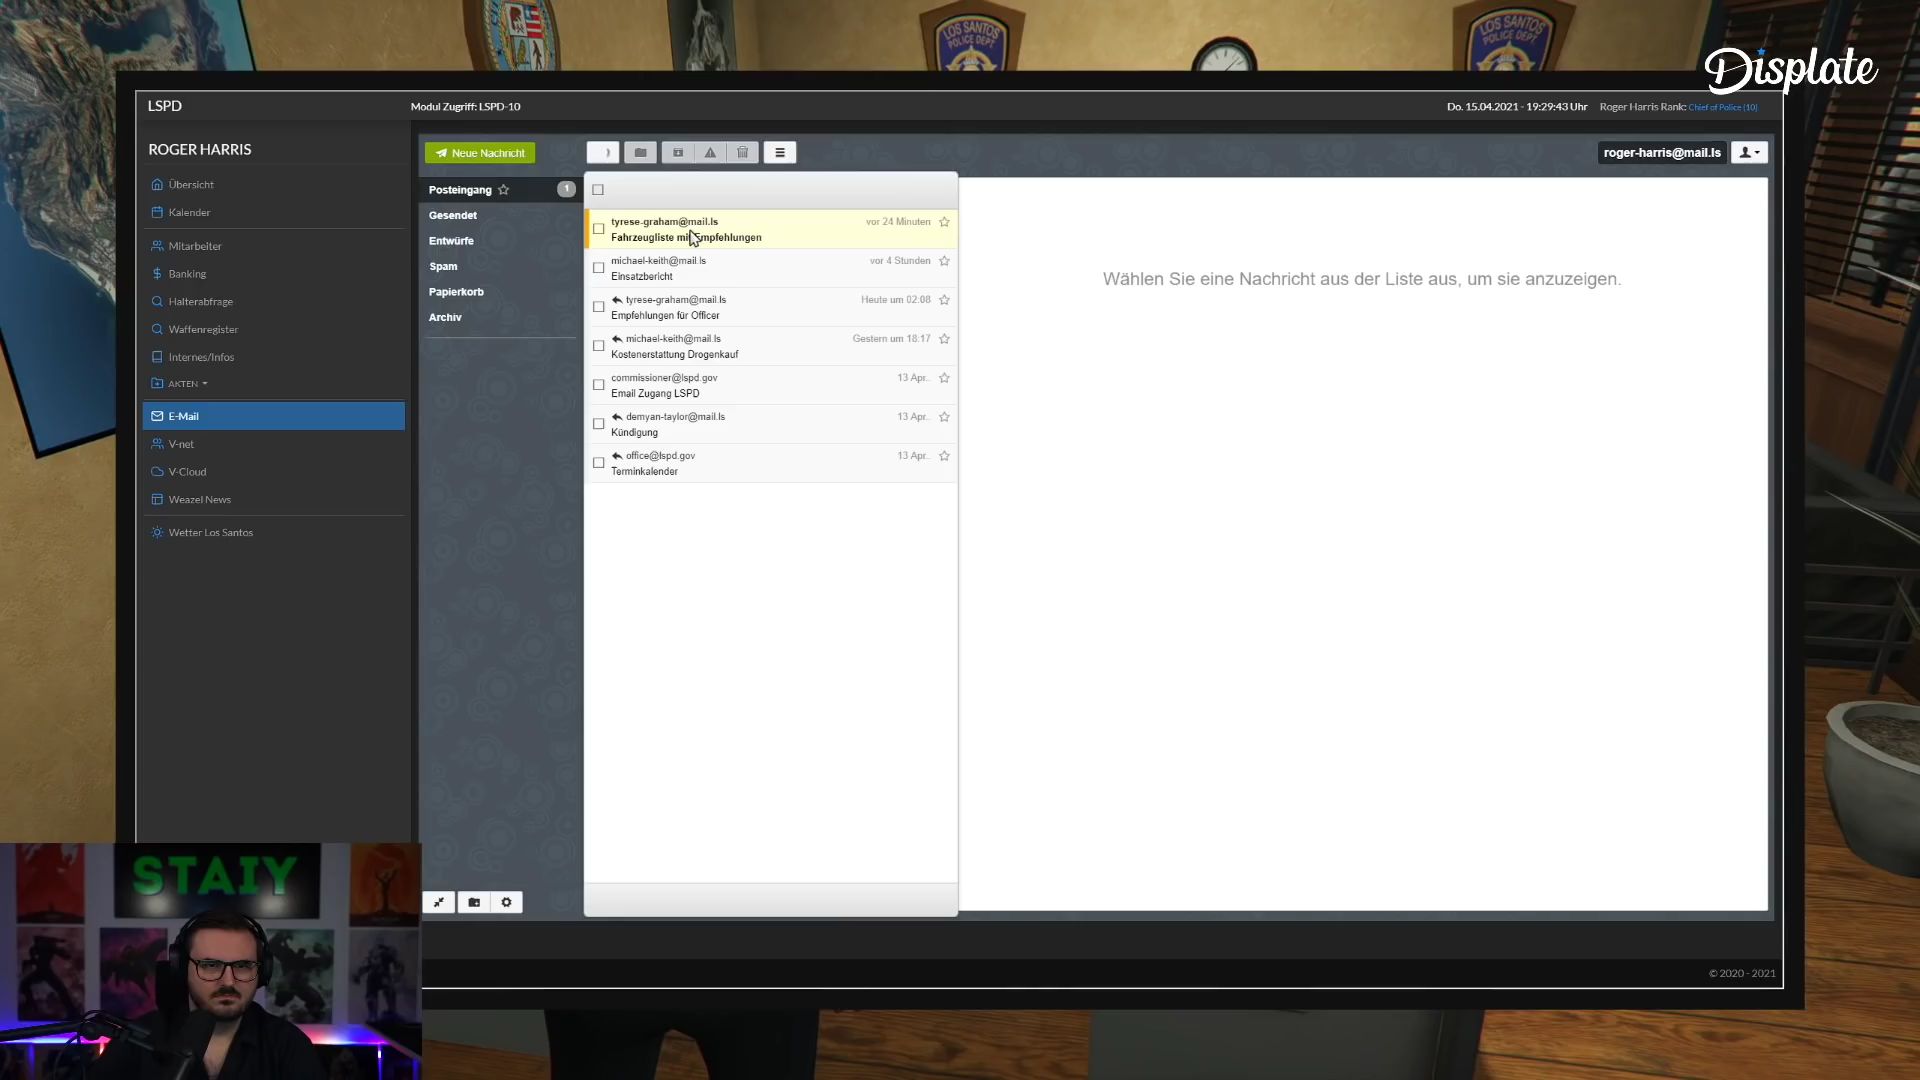 LOS SANTOS
POLICE DEPT.
LOS SANTOS
POLICE DEPT.
Displate
LSPD
Modul Zugriff: LSPD-10
Do. 15.04.2021 - 19:29:43 Uhr
Roger Harris Rank: Chief of Police (10)
ROGER HARRIS
Übersicht
Kalender
Mitarbeiter
Banking
Halterabfrage
Waffenregister
Internes/Infos
AKTEN
E-Mail
V-net
V-Cloud
Weazel News
Wetter Los Santos
Neue Nachricht
roger-harris@mail.ls
Posteingang
1
Gesendet
Entwürfe
Spam
Papierkorb
Archiv
tyrese-graham@mail.ls
vor 24 Minuten
Fahrzeugliste mit Empfehlungen
michael-keith@mail.ls
vor 4 Stunden
Einsatzbericht
tyrese-graham@mail.ls
Heute um 02:08
Empfehlungen für Officer
michael-keith@mail.ls
Gestern um 18:17
Kostenerstattung Drogenkauf
commissioner@lspd.gov
13 Apr..
Email Zugang LSPD
demyan-taylor@mail.ls
13 Apr..
Kündigung
office@lspd.gov
13 Apr..
Terminkalender
Wählen Sie eine Nachricht aus der Liste aus, um sie anzuzeigen.
© 2020 - 2021
STAIY